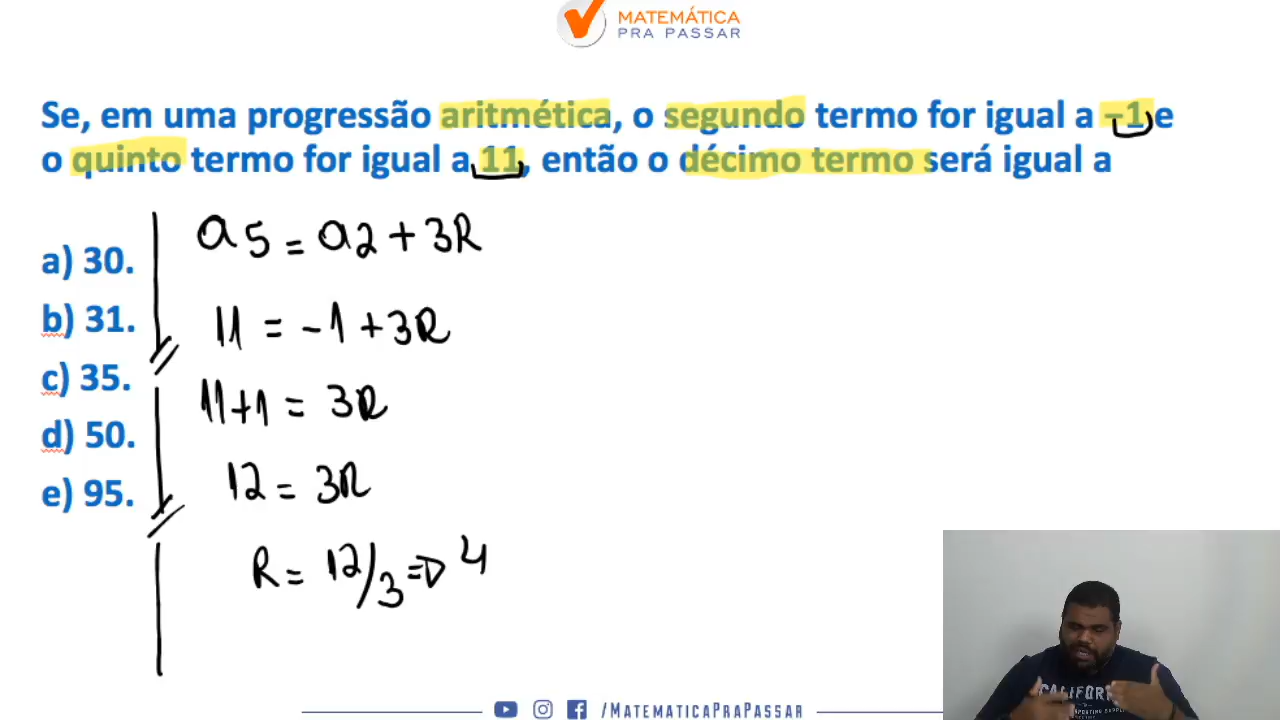 MATEMÁTICA
PRA PASSAR
Se, em uma progressão aritmética, o segundo termo for igual a –1 e
o quinto termo for igual a 11, então o décimo termo será igual a
a) 30.
b) 31.
c) 35.
d) 50.
e) 95.
a5 = a2 + 3R
11 = -1 + 3R
11+1 = 3R
12 = 3R
R = 12/3 => 4
CALIFORN
/MATEMATICAPRAPASSAR